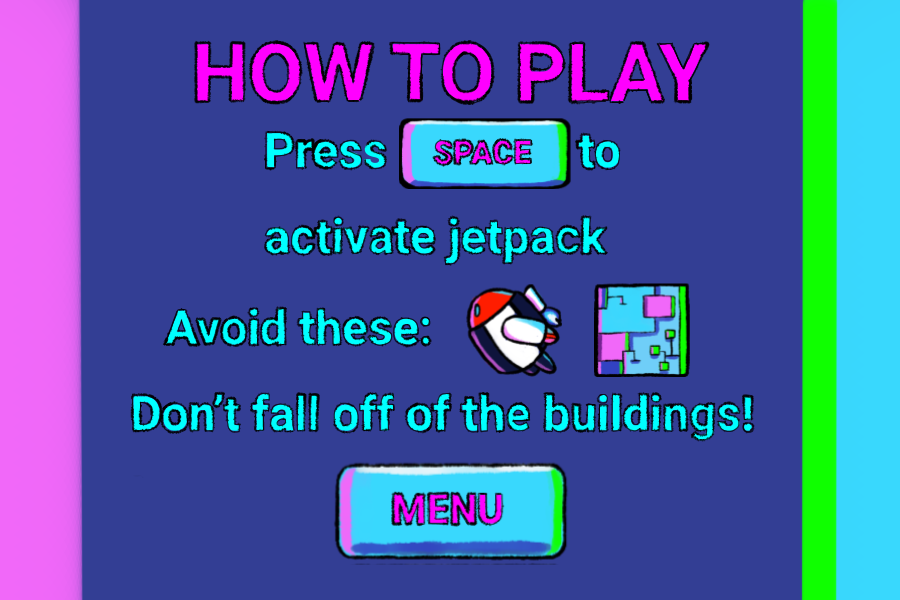 HOW TO PLAY
Press SPACE to
activate jetpack
Avoid these:
Don't fall off of the buildings!
MENU